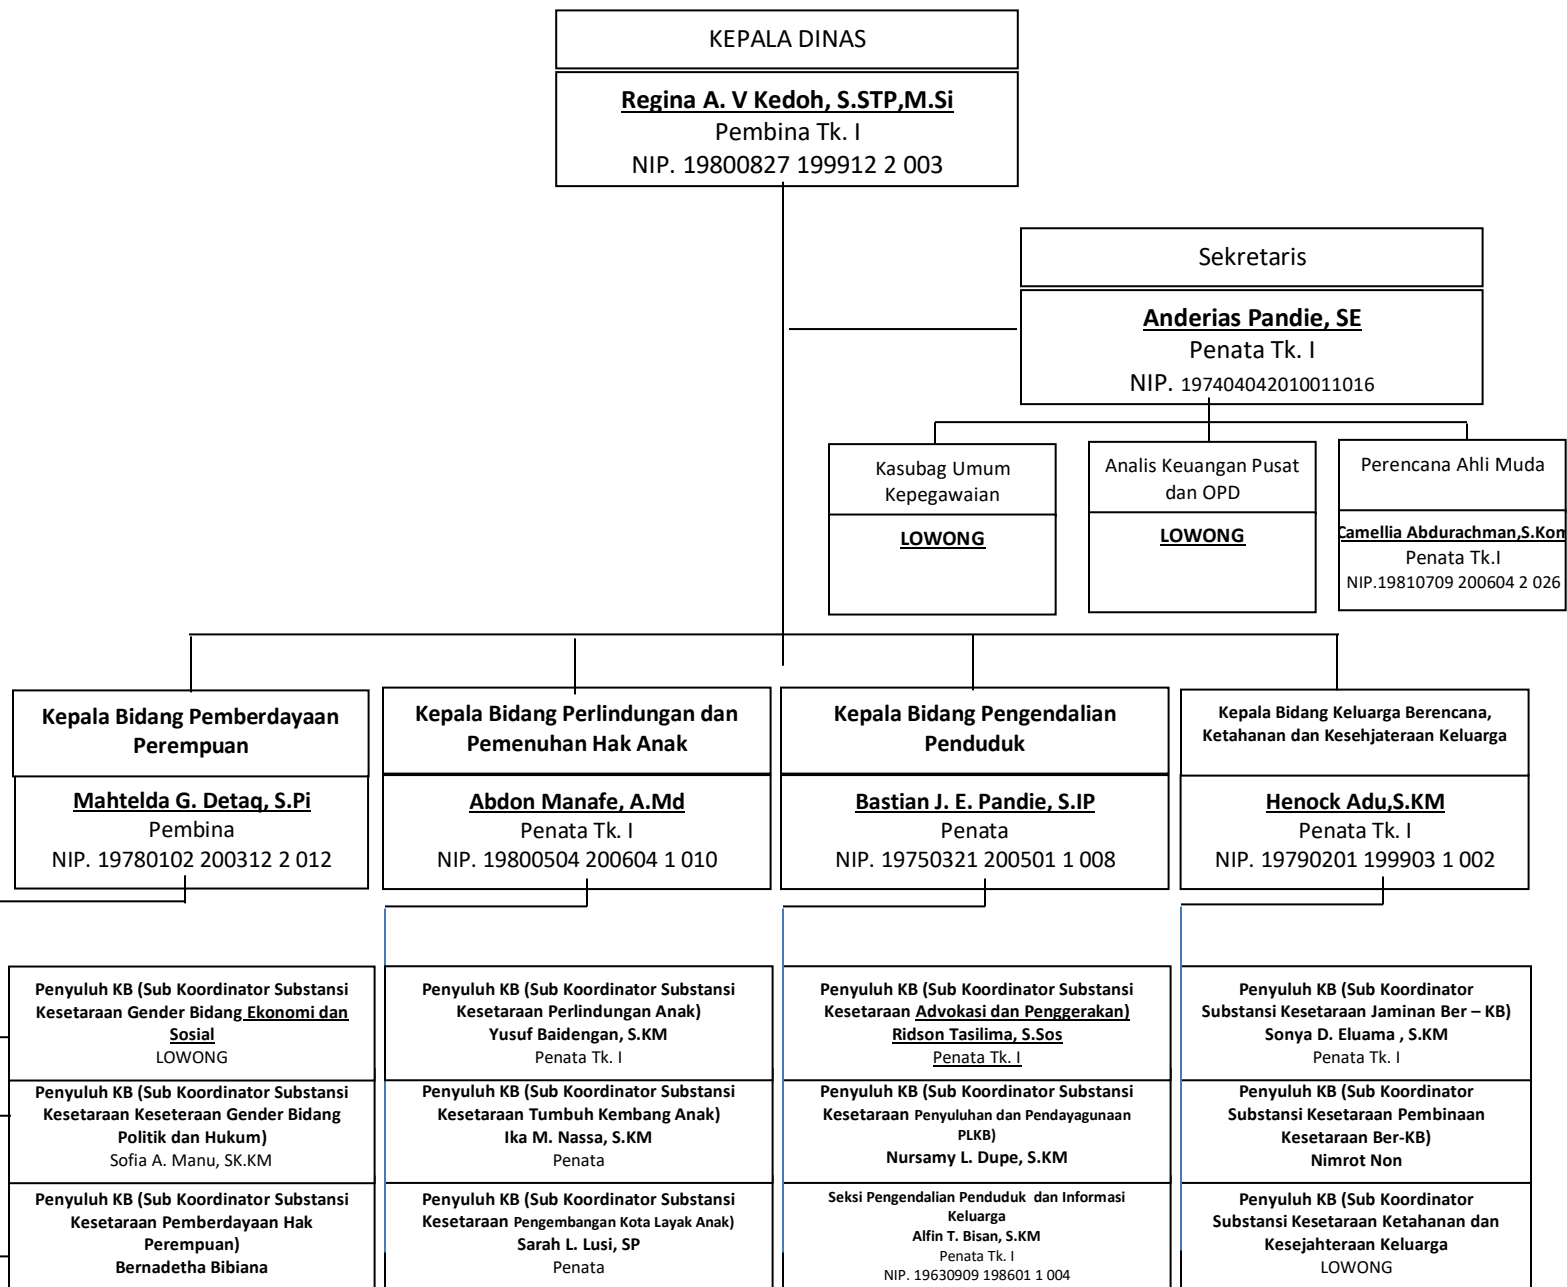 KEPALA DINAS
Regina A. V Kedoh, S.STP,M.Si
Pembina Tk. I
NIP. 19800827 199912 2 003
Sekretaris
Anderias Pandie, SE
Penata Tk. I
NIP. 197404042010011016
Kasubag Umum
Kepegawaian
LOWONG
Analis Keuangan Pusat
dan OPD
LOWONG
Perencana Ahli Muda
Camellia Abdurachman,S.Kom
Penata Tk.I
NIP.19810709 200604 2 026
Kepala Bidang Pemberdayaan
Perempuan
Mahtelda G. Detaq, S.Pi
Pembina
NIP. 19780102 200312 2 012
Kepala Bidang Perlindungan dan
Pemenuhan Hak Anak
Abdon Manafe, A.Md
Penata Tk. I
NIP. 19800504 200604 1 010
Kepala Bidang Pengendalian
Penduduk
Bastian J. E. Pandie, S.IP
Penata
NIP. 19750321 200501 1 008
Kepala Bidang Keluarga Berencana,
Ketahanan dan Kesehjateraan Keluarga
Henock Adu,S.KM
Penata Tk. I
NIP. 19790201 199903 1 002
Penyuluh KB (Sub Koordinator Substansi
Kesetaraan Gender Bidang Ekonomi dan
Sosial
LOWONG
Penyuluh KB (Sub Koordinator Substansi
Kesetaraan Keseteraan Gender Bidang
Politik dan Hukum)
Sofia A. Manu, SK.KM
Penyuluh KB (Sub Koordinator Substansi
Kesetaraan Pemberdayaan Hak
Perempuan)
Bernadetha Bibiana
Penyuluh KB (Sub Koordinator Substansi
Kesetaraan Perlindungan Anak)
Yusuf Baidengan, S.KM
Penata Tk. I
Penyuluh KB (Sub Koordinator Substansi
Kesetaraan Tumbuh Kembang Anak)
Ika M. Nassa, S.KM
Penata
Penyuluh KB (Sub Koordinator Substansi
Kesetaraan Pengembangan Kota Layak Anak)
Sarah L. Lusi, SP
Penata
Penyuluh KB (Sub Koordinator Substansi
Kesetaraan Advokasi dan Penggerakan)
Ridson Tasilima, S.Sos
Penata Tk. I
Penyuluh KB (Sub Koordinator Substansi
Kesetaraan Penyuluhan dan Pendayagunaan
PLKB)
Nursamy L. Dupe, S.KM
Seksi Pengendalian Penduduk dan Informasi
Keluarga
Alfin T. Bisan, S.KM
Penata Tk. I
NIP. 19630909 198601 1 004
Penyuluh KB (Sub Koordinator
Substansi Kesetaraan Jaminan Ber – KB)
Sonya D. Eluama , S.KM
Penata Tk. I
Penyuluh KB (Sub Koordinator
Substansi Kesetaraan Pembinaan
Kesetaraan Ber-KB)
Nimrot Non
Penyuluh KB (Sub Koordinator
Substansi Kesetaraan Ketahanan dan
Kesejahteraan Keluarga
LOWONG